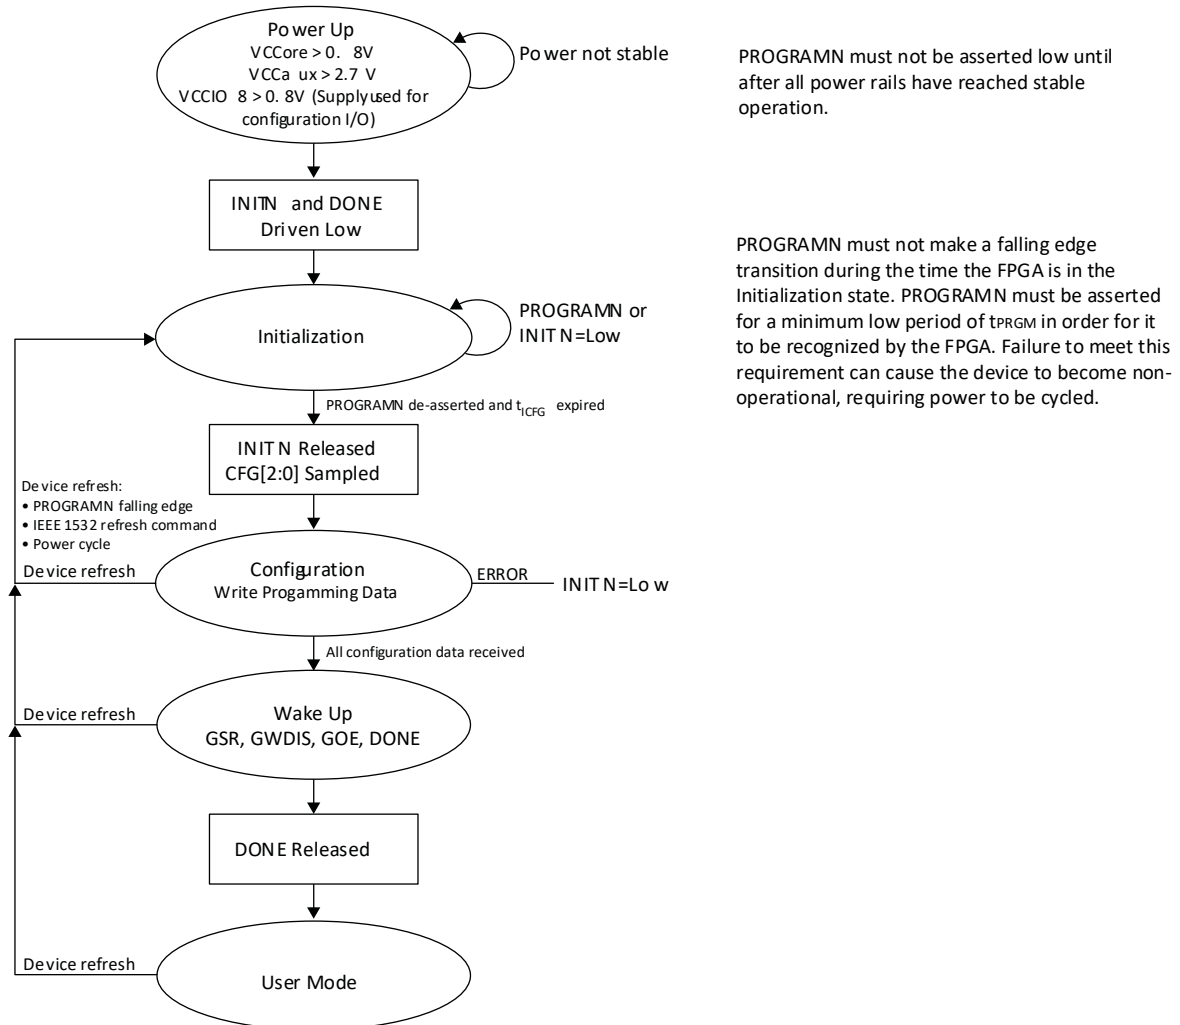 Power Up
VCCore > 0. 8V
VCCa ux > 2.7 V
VCCIO 8 > 0. 8V (Supply used for
configuration I/O)
Power not stable
PROGRAMN must not be asserted low until
after all power rails have reached stable
operation.
INITN and DONE
Driven Low
PROGRAMN must not make a falling edge
transition during the time the FPGA is in the
Initialization state. PROGRAMN must be asserted
for a minimum low period of tPRGM in order for it
to be recognized by the FPGA. Failure to meet this
requirement can cause the device to become non-
operational, requiring power to be cycled.
Initialization
PROGRAMN or
INITN=Low
PROGRAMN de-asserted and tICFG expired
INITN Released
CFG[2:0] Sampled
Device refresh:
• PROGRAMN falling edge
• IEEE 1532 refresh command
• Power cycle
Device refresh
Configuration
Write Progamming Data
ERROR
INITN=Low
All configuration data received
Device refresh
Wake Up
GSR, GWDIS, GOE, DONE
DONE Released
Device refresh
User Mode